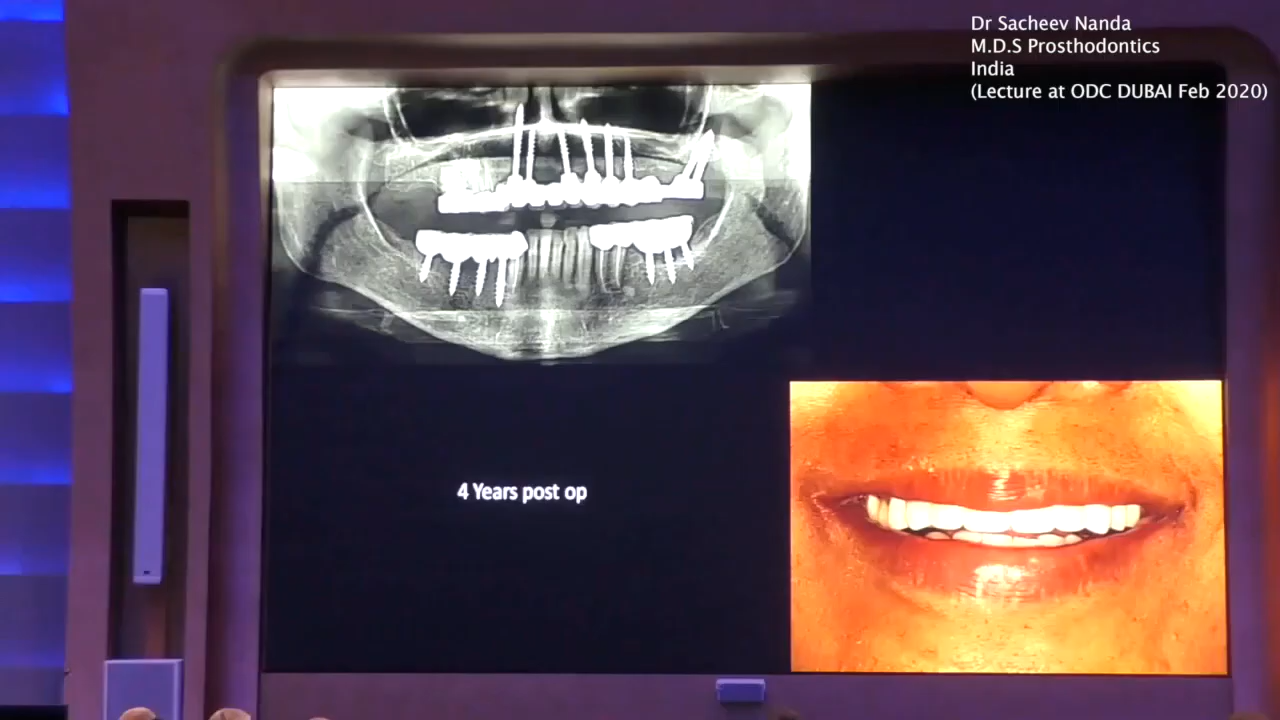 Dr Sacheev Nanda
M.D.S Prosthodontics
India
(Lecture at ODC DUBAI Feb 2020)
4 Years post op